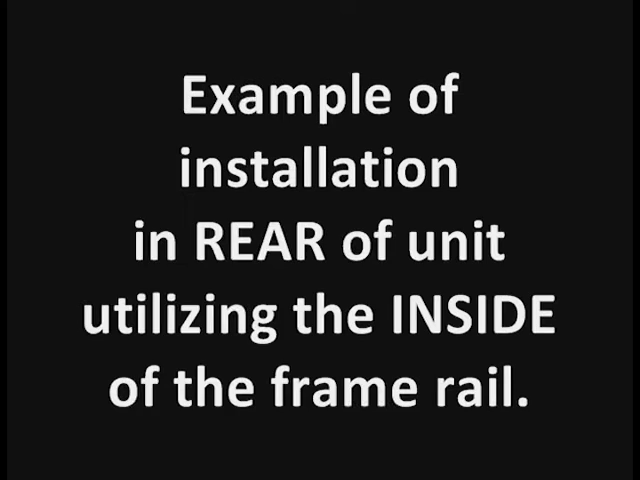 Example of
installation
in REAR of unit
utilizing the INSIDE
of the frame rail.